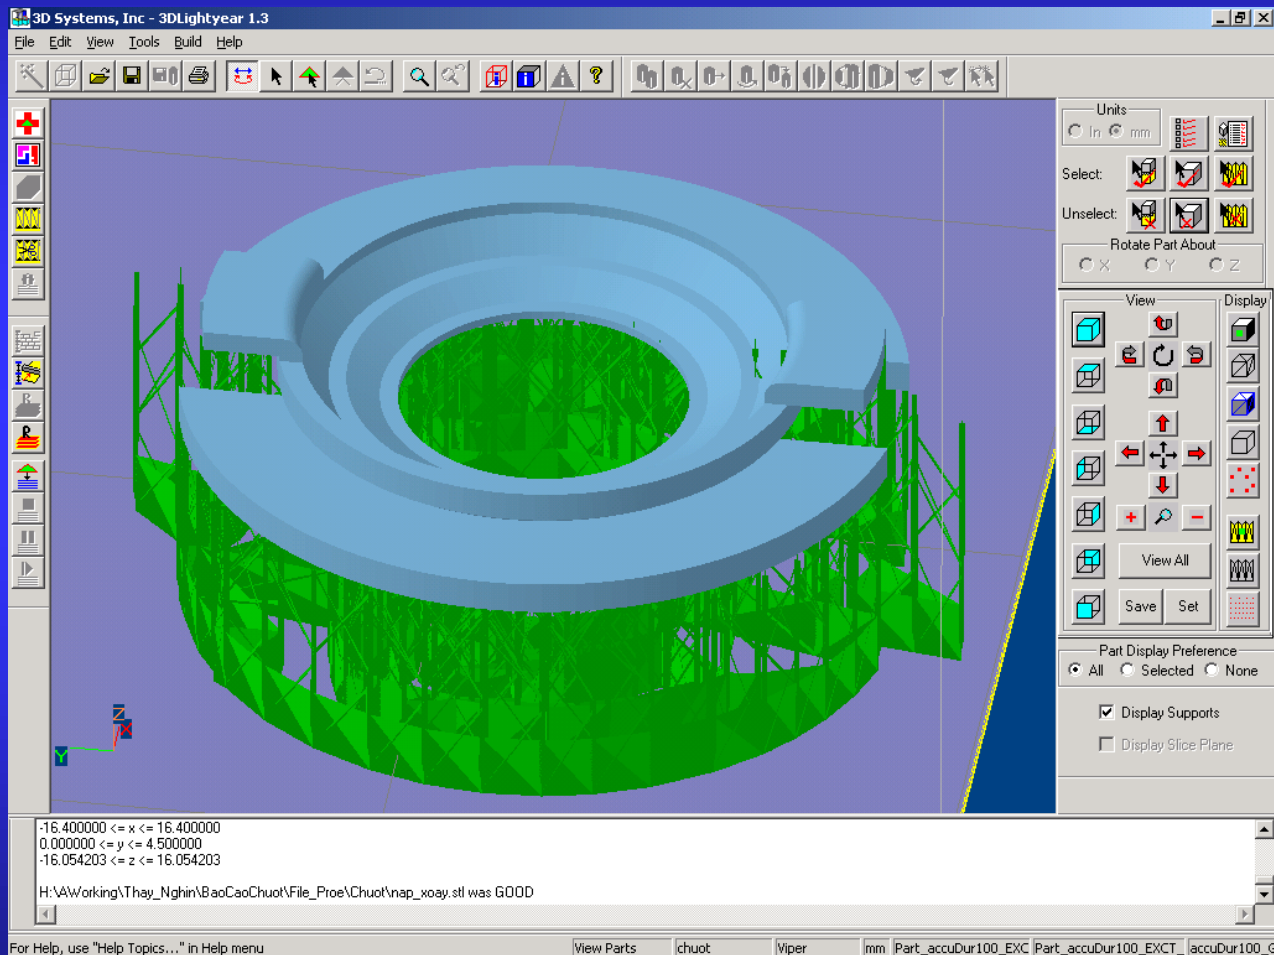 3D Systems, Inc - 3DLightyear 1.3
File Edit View Tools Build Help
Units
In mm
Select:
Unselect:
Rotate Part About
X Y Z
View Display
View All
Save Set
Part Display Preference
All Selected None
Display Supports
Display Slice Plane
Z
X
Y
-16.400000 <= x <= 16.400000
0.000000 <= y <= 4.500000
-16.054203 <= z <= 16.054203
H:\AWorking\Thay_Nghin\BaoCaoChuot\File_Proe\Chuot\nap_xoay.stl was GOOD
For Help, use "Help Topics..." in Help menu View Parts chuot Viper mm Part_accuDur100_EXC Part_accuDur100_EXCT_ accuDur100_G